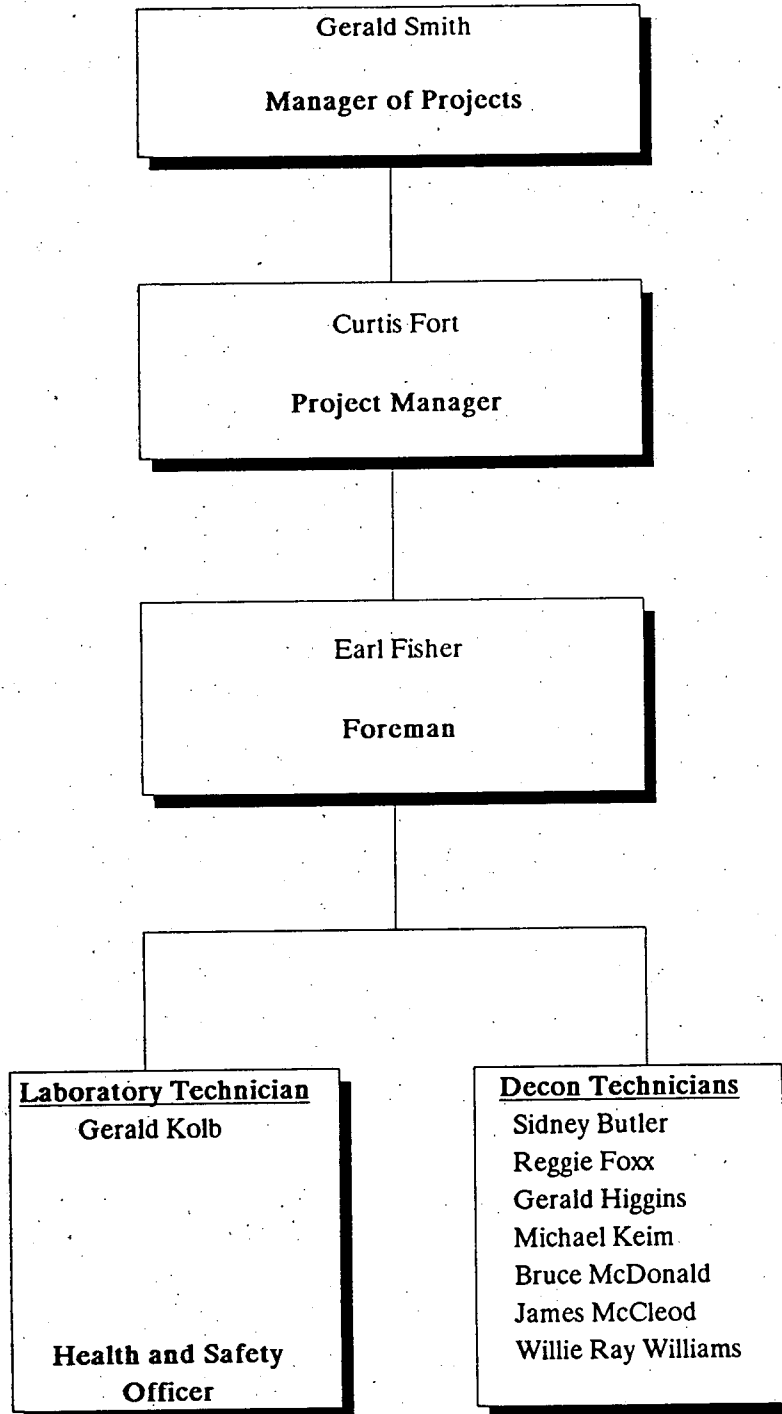 Gerald Smith
Manager of Projects
Curtis Fort
Project Manager
Earl Fisher
Foreman
Laboratory Technician
Gerald Kolb
Health and Safety
Officer
Decon Technicians
Sidney Butler
Reggie Foxx
Gerald Higgins
Michael Keim
Bruce McDonald
James McCleod
Willie Ray Williams